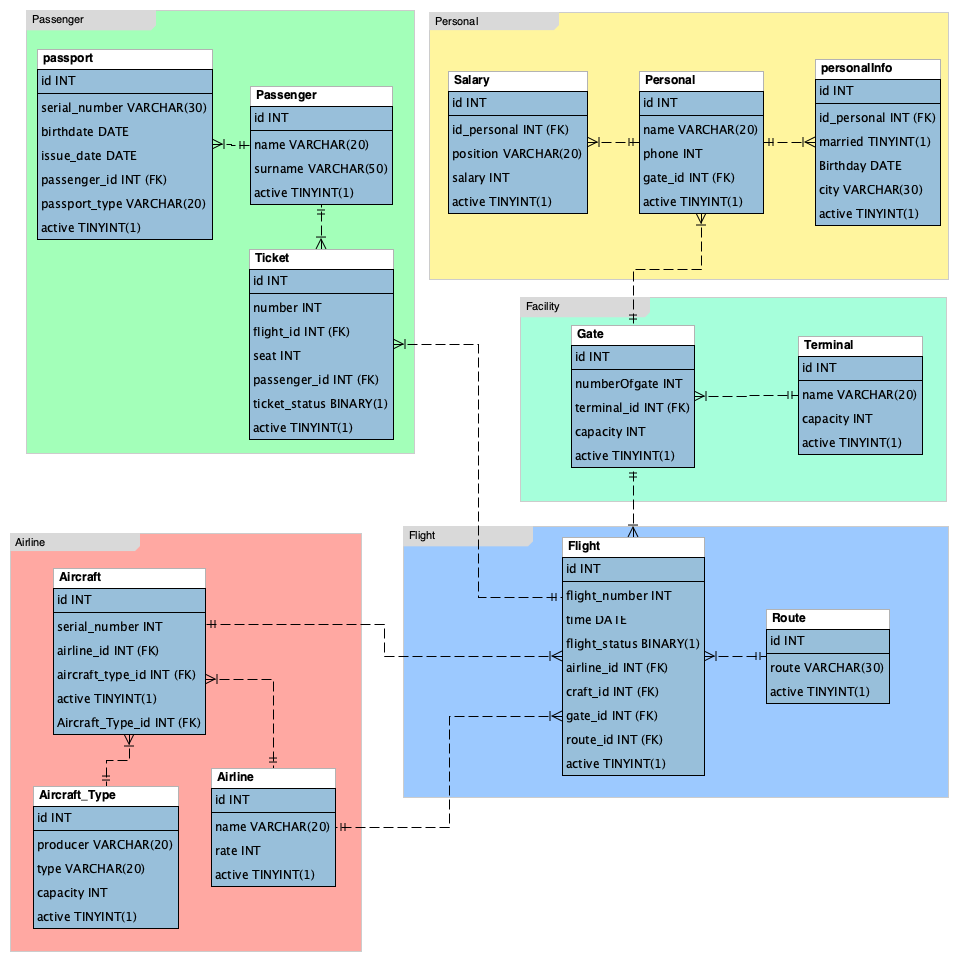 Passenger
passport
id INT
serial_number VARCHAR(30)
birthdate DATE
issue_date DATE
passenger_id INT (FK)
passport_type VARCHAR(20)
active TINYINT(1)
Passenger
id INT
name VARCHAR(20)
surname VARCHAR(50)
active TINYINT(1)
Ticket
id INT
number INT
flight_id INT (FK)
seat INT
passenger_id INT (FK)
ticket_status BINARY(1)
active TINYINT(1)
Personal
Salary
id INT
id_personal INT (FK)
position VARCHAR(20)
salary INT
active TINYINT(1)
Personal
id INT
name VARCHAR(20)
phone INT
gate_id INT (FK)
active TINYINT(1)
personalInfo
id INT
id_personal INT (FK)
married TINYINT(1)
Birthday DATE
city VARCHAR(30)
active TINYINT(1)
Facility
Gate
id INT
numberOfgate INT
terminal_id INT (FK)
capacity INT
active TINYINT(1)
Terminal
id INT
name VARCHAR(20)
capacity INT
active TINYINT(1)
Airline
Aircraft
id INT
serial_number INT
airline_id INT (FK)
aircraft_type_id INT (FK)
active TINYINT(1)
Aircraft_Type_id INT (FK)
Aircraft_Type
id INT
producer VARCHAR(20)
type VARCHAR(20)
capacity INT
active TINYINT(1)
Airline
id INT
name VARCHAR(20)
rate INT
active TINYINT(1)
Flight
Flight
id INT
flight_number INT
time DATE
flight_status BINARY(1)
airline_id INT (FK)
craft_id INT (FK)
gate_id INT (FK)
route_id INT (FK)
active TINYINT(1)
Route
id INT
route VARCHAR(30)
active TINYINT(1)